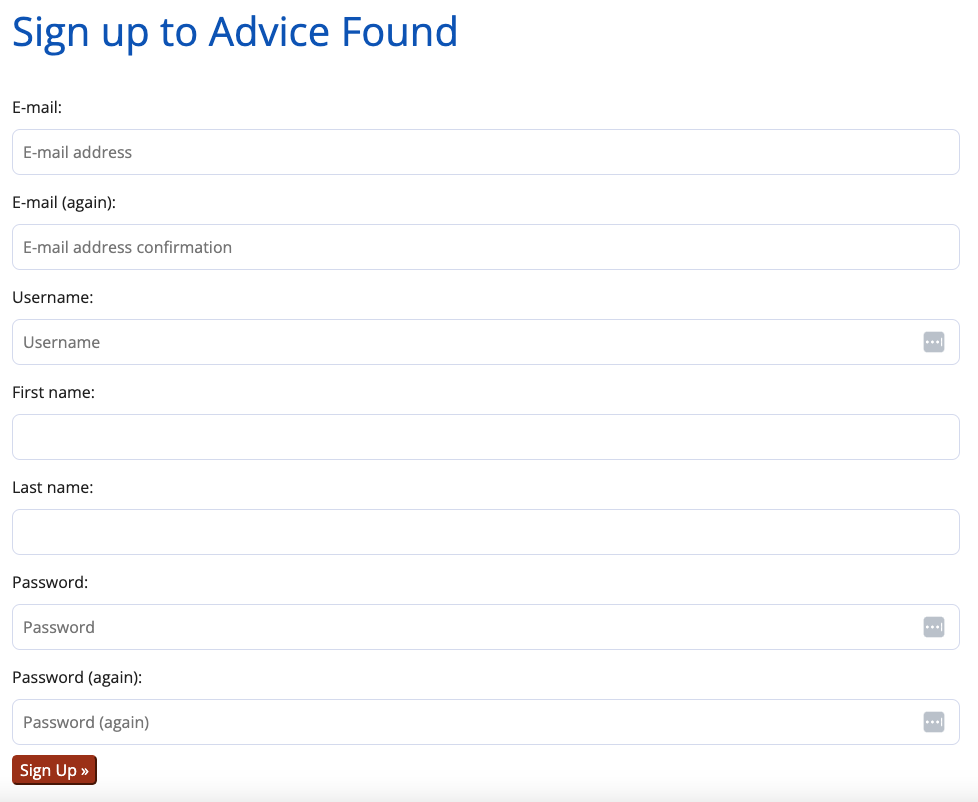 Sign up to Advice Found
E-mail:
E-mail address
E-mail (again):
E-mail address confirmation
Username:
Username
First name:
Last name:
Password:
Password
Password (again):
Password (again)
Sign Up »